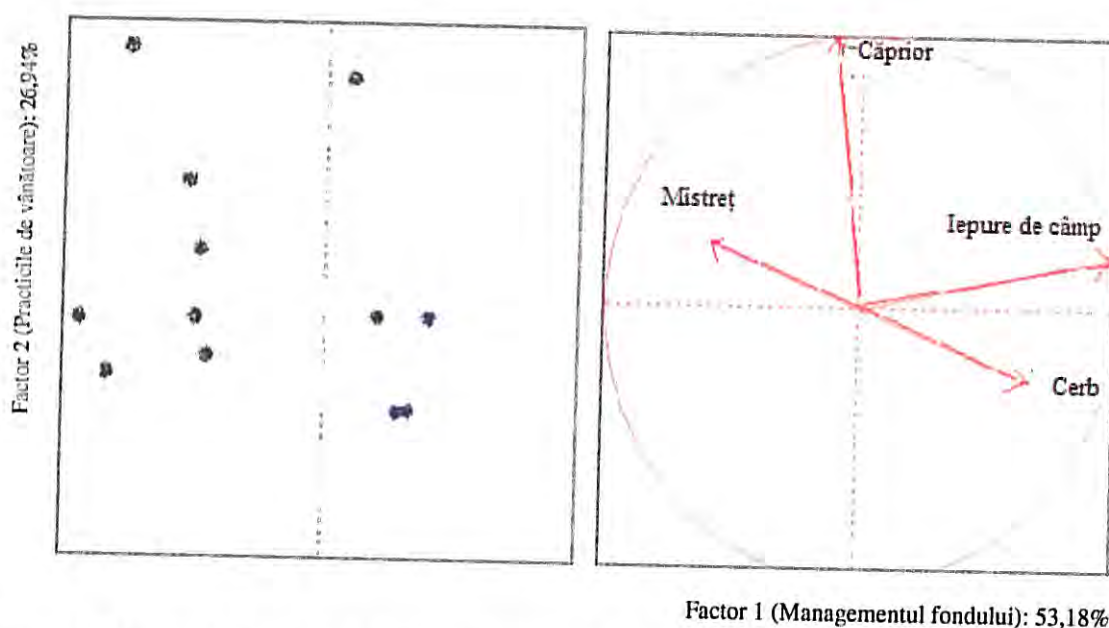 Factor 2 (Practicile de vânătoare): 26,94%
Căprior
Mistreț
Iepure de câmp
Cerb
Factor 1 (Managementul fondului): 53,18%